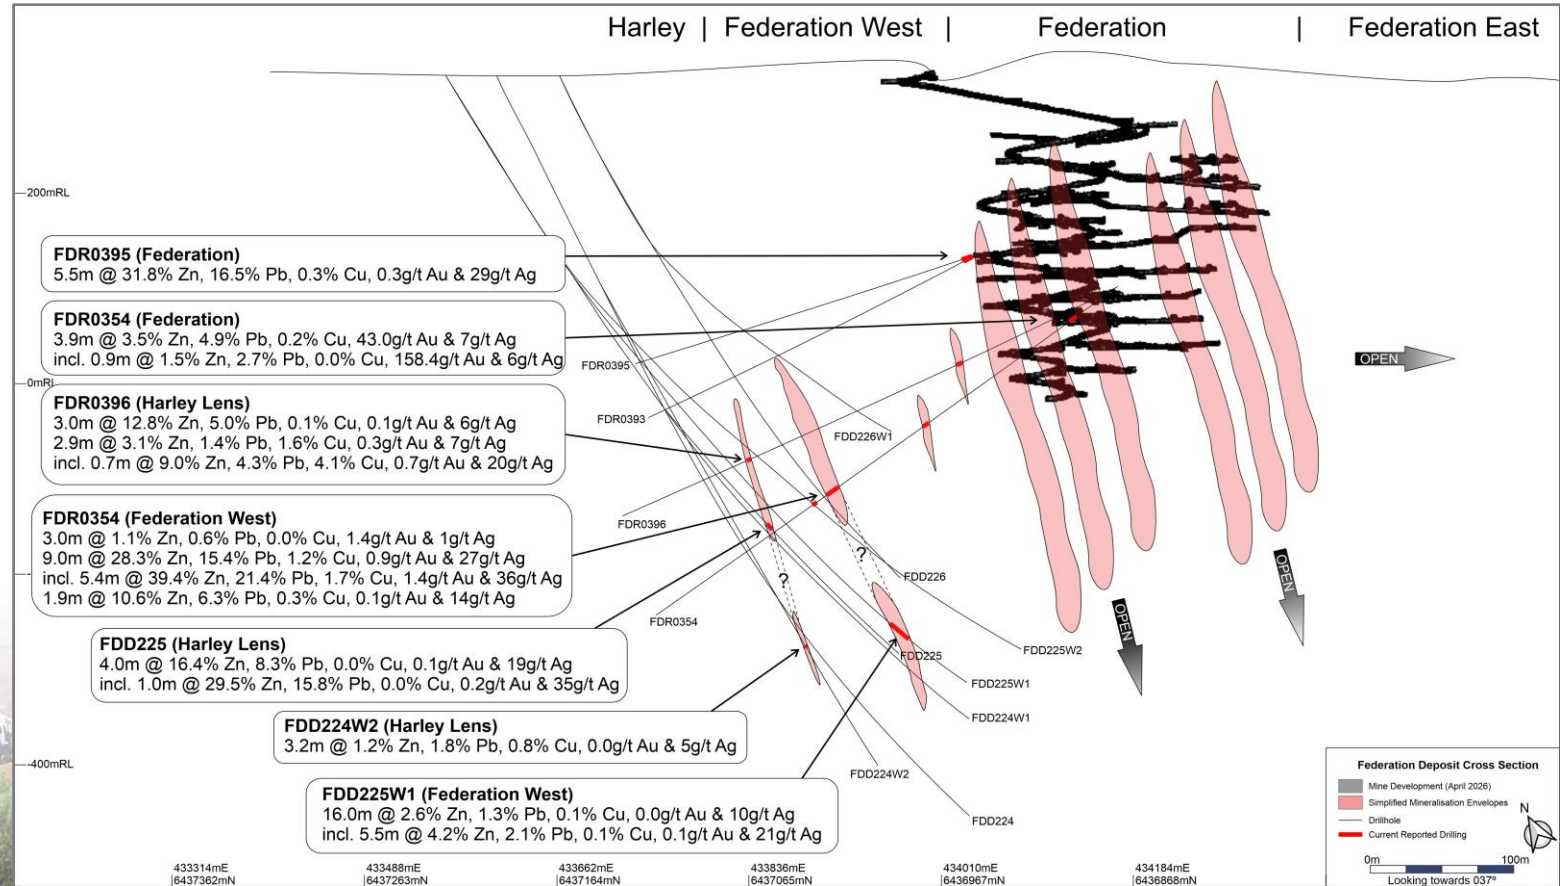 Harley | Federation West | Federation | Federation East
200mRL
FDR0395 (Federation)
5.5m @ 31.8% Zn, 16.5% Pb, 0.3% Cu, 0.3g/t Au & 29g/t Ag
FDR0354 (Federation)
3.9m @ 3.5% Zn, 4.9% Pb, 0.2% Cu, 43.0g/t Au & 7g/t Ag
incl. 0.9m @ 1.5% Zn, 2.7% Pb, 0.0% Cu, 158.4g/t Au & 6g/t Ag
FDR0395
OPEN
0mRL
FDR0396 (Harley Lens)
3.0m @ 12.8% Zn, 5.0% Pb, 0.1% Cu, 0.1g/t Au & 6g/t Ag
2.9m @ 3.1% Zn, 1.4% Pb, 1.6% Cu, 0.3g/t Au & 7g/t Ag
incl. 0.7m @ 9.0% Zn, 4.3% Pb, 4.1% Cu, 0.7g/t Au & 20g/t Ag
FDR0393
FDD226W1
FDR0396
FDR0354 (Federation West)
3.0m @ 1.1% Zn, 0.6% Pb, 0.0% Cu, 1.4g/t Au & 1g/t Ag
9.0m @ 28.3% Zn, 15.4% Pb, 1.2% Cu, 0.9g/t Au & 27g/t Ag
incl. 5.4m @ 39.4% Zn, 21.4% Pb, 1.7% Cu, 1.4g/t Au & 36g/t Ag
1.9m @ 10.6% Zn, 6.3% Pb, 0.3% Cu, 0.1g/t Au & 14g/t Ag
?
?
FDD226
OPEN
OPEN
FDR0354
FDD225 (Harley Lens)
4.0m @ 16.4% Zn, 8.3% Pb, 0.0% Cu, 0.1g/t Au & 19g/t Ag
incl. 1.0m @ 29.5% Zn, 15.8% Pb, 0.0% Cu, 0.2g/t Au & 35g/t Ag
FDD225
FDD225W2
FDD225W1
FDD224W1
FDD224W2 (Harley Lens)
3.2m @ 1.2% Zn, 1.8% Pb, 0.8% Cu, 0.0g/t Au & 5g/t Ag
-400mRL
FDD224W2
FDD225W1 (Federation West)
16.0m @ 2.6% Zn, 1.3% Pb, 0.1% Cu, 0.0g/t Au & 10g/t Ag
incl. 5.5m @ 4.2% Zn, 2.1% Pb, 0.1% Cu, 0.1g/t Au & 21g/t Ag
FDD224
Federation Deposit Cross Section
Mine Development (April 2026)
Simplified Mineralisation Envelopes
Drillhole
Current Reported Drilling
N
0m 100m
Looking towards 037°
433314mE 433488mE 433662mE 433836mE 434010mE 434184mE
6437362mN 6437263mN 6437164mN 6437065mN 6436967mN 6436868mN